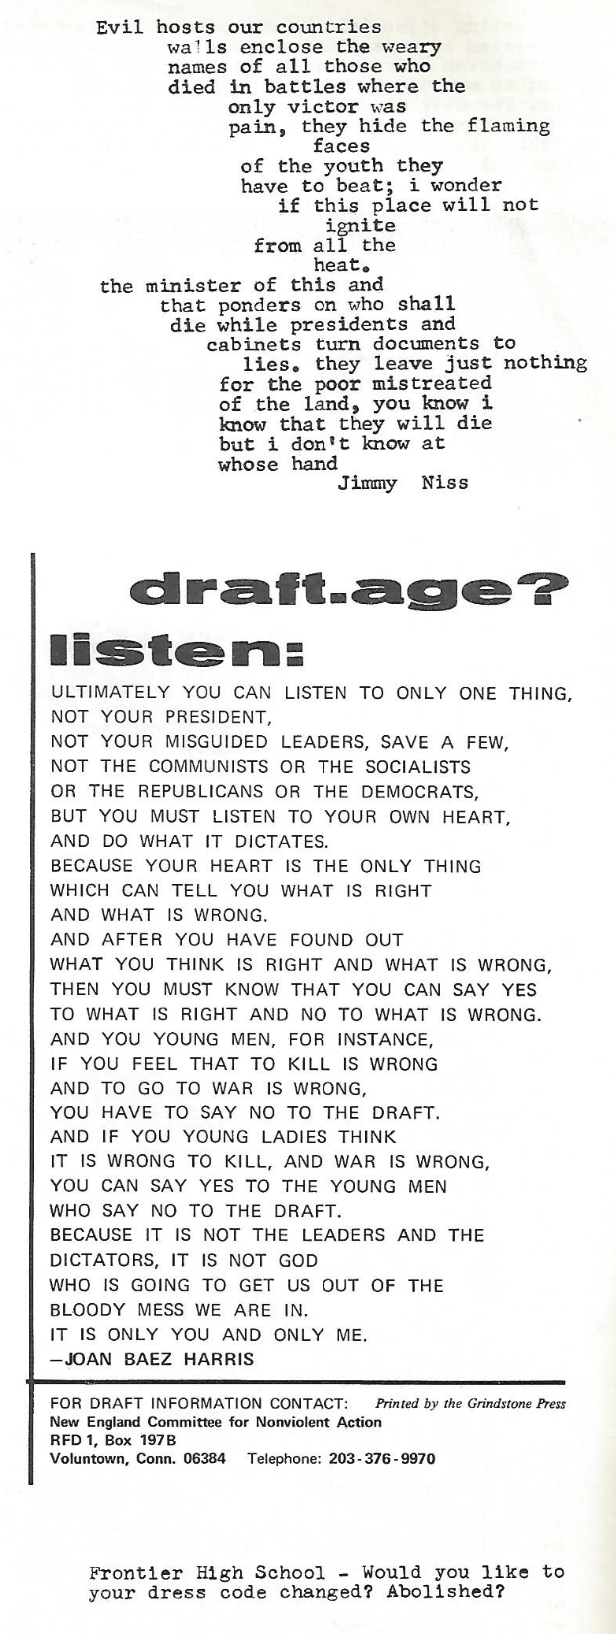 Evil hosts our countries
walls enclose the weary
names of all those who
died in battles where the
only victor was
pain, they hide the flaming
faces
of the youth they
have to beat; i wonder
if this place will not
ignite
from all the
heat.
the minister of this and
that ponders on who shall
die while presidents and
cabinets turn documents to
lies. they leave just nothing
for the poor mistreated
of the land, you know i
know that they will die
but i don't know at
whose hand
Jimmy Niss
draft.age?
listen:
ULTIMATELY YOU CAN LISTEN TO ONLY ONE THING,
NOT YOUR PRESIDENT,
NOT YOUR MISGUIDED LEADERS, SAVE A FEW,
NOT THE COMMUNISTS OR THE SOCIALISTS
OR THE REPUBLICANS OR THE DEMOCRATS,
BUT YOU MUST LISTEN TO YOUR OWN HEART,
AND DO WHAT IT DICTATES.
BECAUSE YOUR HEART IS THE ONLY THING
WHICH CAN TELL YOU WHAT IS RIGHT
AND WHAT IS WRONG.
AND AFTER YOU HAVE FOUND OUT
WHAT YOU THINK IS RIGHT AND WHAT IS WRONG,
THEN YOU MUST KNOW THAT YOU CAN SAY YES
TO WHAT IS RIGHT AND NO TO WHAT IS WRONG.
AND YOU YOUNG MEN, FOR INSTANCE,
IF YOU FEEL THAT TO KILL IS WRONG
AND TO GO TO WAR IS WRONG,
YOU HAVE TO SAY NO TO THE DRAFT.
AND IF YOU YOUNG LADIES THINK
IT IS WRONG TO KILL, AND WAR IS WRONG,
YOU CAN SAY YES TO THE YOUNG MEN
WHO SAY NO TO THE DRAFT.
BECAUSE IT IS NOT THE LEADERS AND THE
DICTATORS, IT IS NOT GOD
WHO IS GOING TO GET US OUT OF THE
BLOODY MESS WE ARE IN.
IT IS ONLY YOU AND ONLY ME.
—JOAN BAEZ HARRIS
FOR DRAFT INFORMATION CONTACT: Printed by the Grindstone Press
New England Committee for Nonviolent Action
RFD 1, Box 197B
Voluntown, Conn. 06384 Telephone: 203-376-9970
Frontier High School - Would you like to
your dress code changed? Abolished?